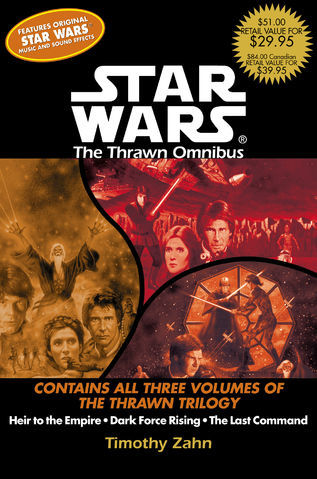 FEATURES ORIGINAL
STAR WARS™
MUSIC AND SOUND EFFECTS
$51.00
RETAIL VALUE FOR
$29.95
$84.00 Canadian
RETAIL VALUE FOR
$39.95
STAR
WARS®
The Thrawn Omnibus
CONTAINS ALL THREE VOLUMES OF
THE THRAWN TRILOGY
Heir to the Empire • Dark Force Rising • The Last Command
Timothy Zahn